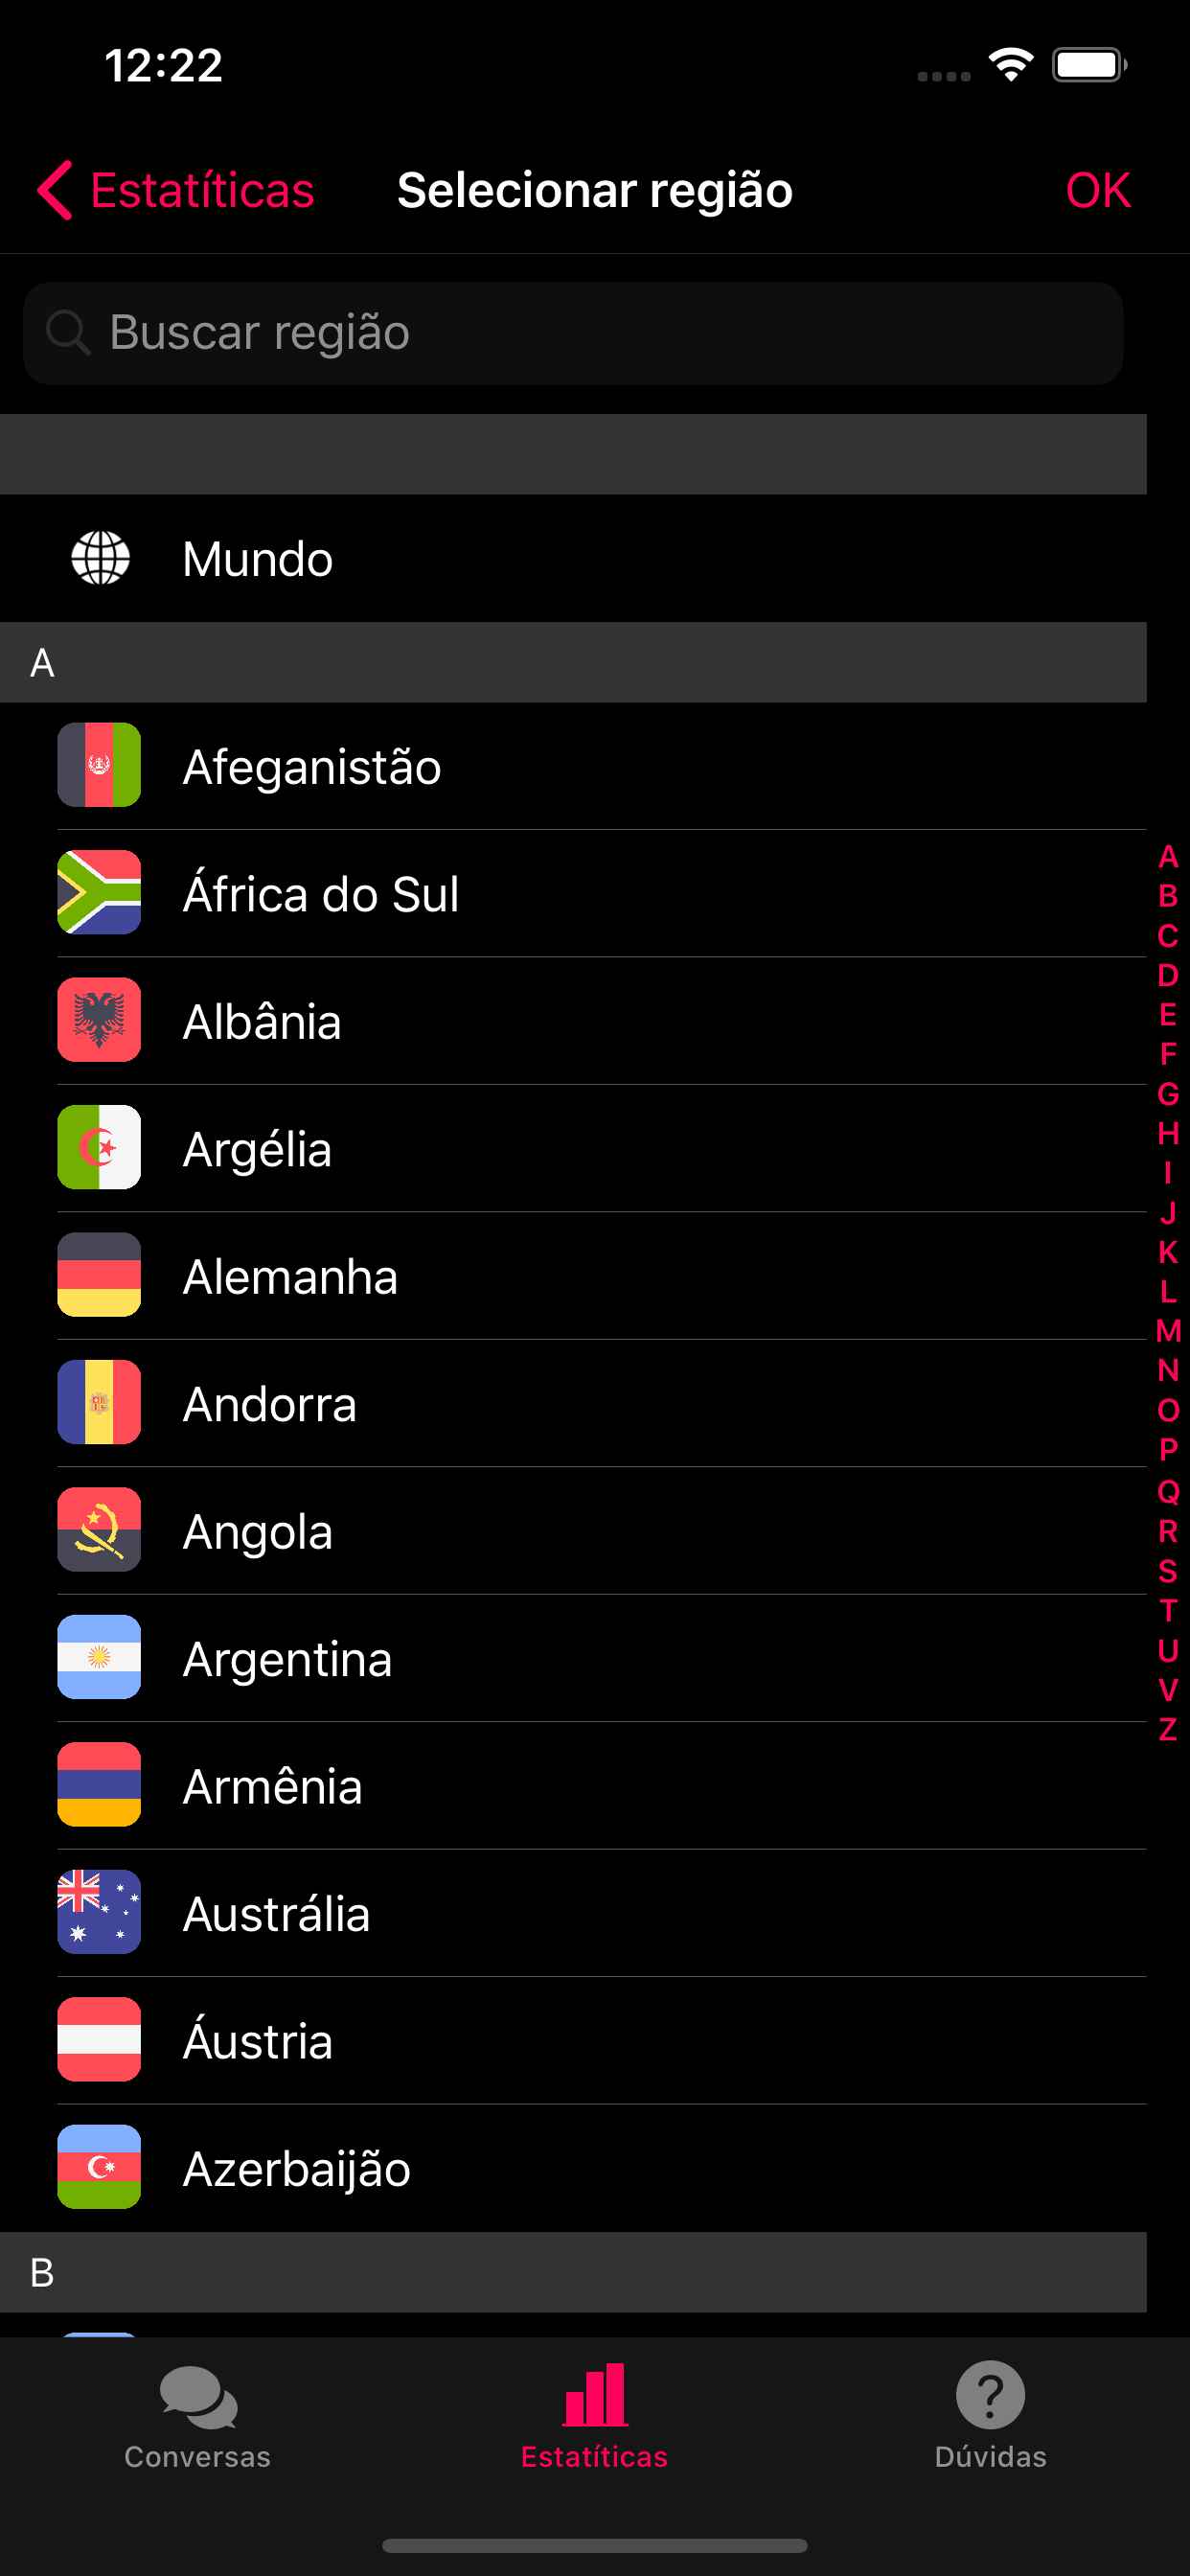 12:22
Estatíticas
Selecionar região
OK
Buscar região
Mundo
A
Afeganistão
África do Sul
Albânia
Argélia
Alemanha
Andorra
Angola
Argentina
Armênia
Austrália
Áustria
Azerbaijão
B
A
B
C
D
E
F
G
H
I
J
K
L
M
N
O
P
Q
R
S
T
U
V
Z
Conversas
Estatíticas
Dúvidas